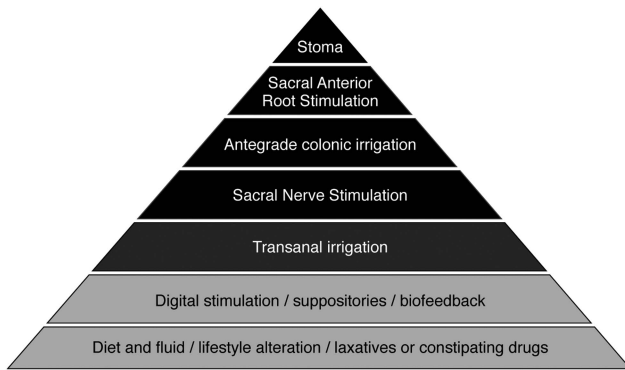 Stoma
Sacral Anterior
Root Stimulation
Antegrade colonic irrigation
Sacral Nerve Stimulation
Transanal irrigation
Digital stimulation / suppositories / biofeedback
Diet and fluid / lifestyle alteration / laxatives or constipating drugs